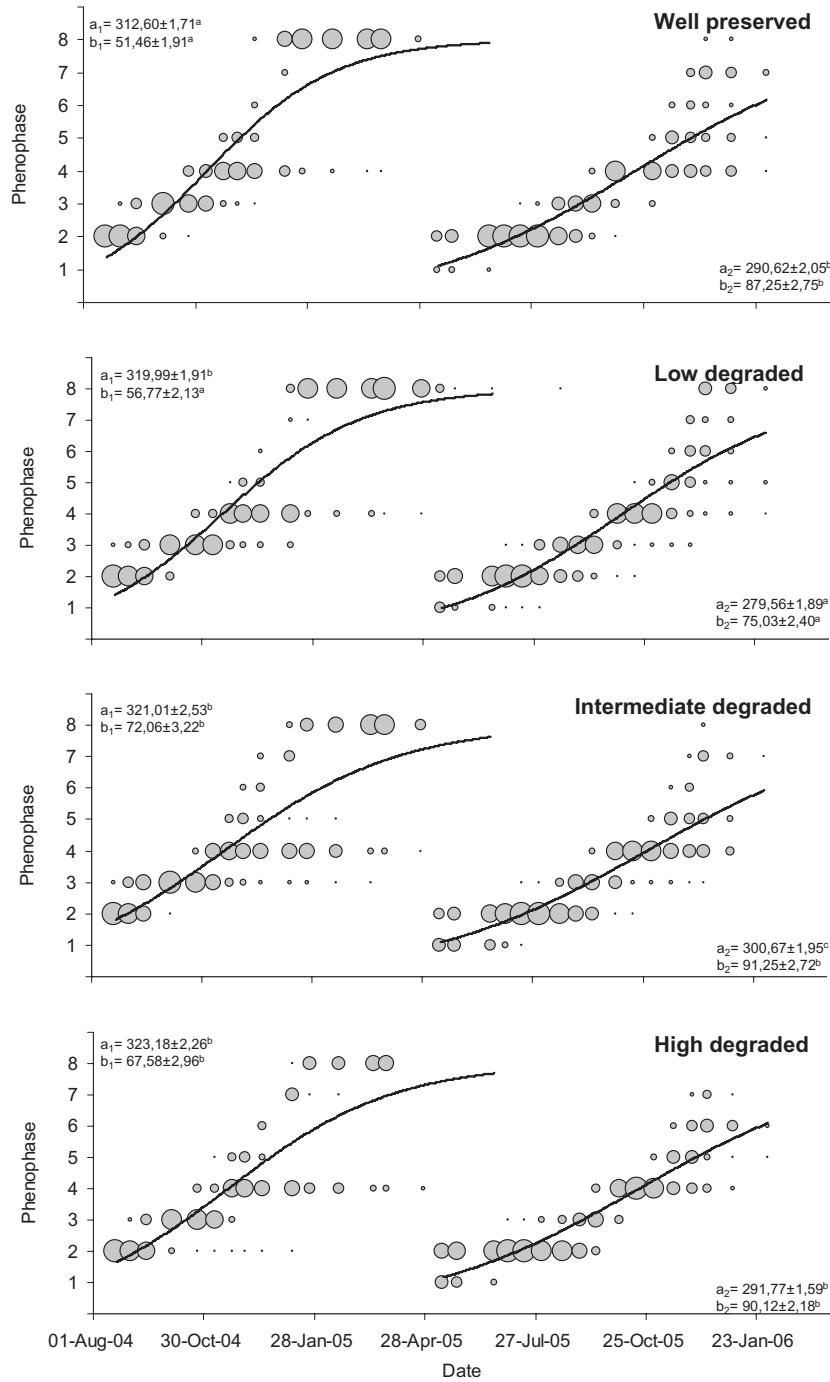 a1= 312,60±1,71a
b1= 51,46±1,91a
Well preserved
8
7
6
5
4
3
2
1
Phenophase
a2= 290,62±2,05b
b2= 87,25±2,75b
a1= 319,99±1,91b
b1= 56,77±2,13a
Low degraded
8
7
6
5
4
3
2
1
Phenophase
a2= 279,56±1,89a
b2= 75,03±2,40a
a1= 321,01±2,53b
b1= 72,06±3,22b
Intermediate degraded
8
7
6
5
4
3
2
1
Phenophase
a2= 300,67±1,95c
b2= 91,25±2,72b
a1= 323,18±2,26b
b1= 67,58±2,96b
High degraded
8
7
6
5
4
3
2
1
Phenophase
a2= 291,77±1,59b
b2= 90,12±2,18b
01-Aug-04 30-Oct-04 28-Jan-05 28-Apr-05 27-Jul-05 25-Oct-05 23-Jan-06
Date